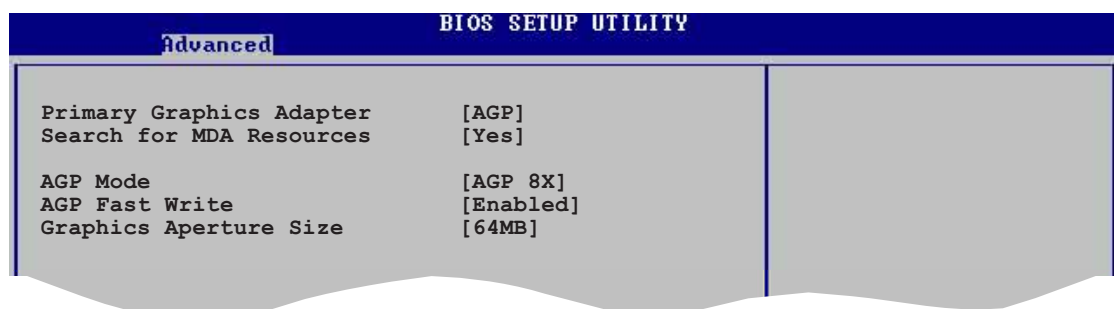 BIOS SETUP UTILITY
Advanced
Primary Graphics Adapter [AGP]
Search for MDA Resources [Yes]
AGP Mode [AGP 8X]
AGP Fast Write [Enabled]
Graphics Aperture Size [64MB]